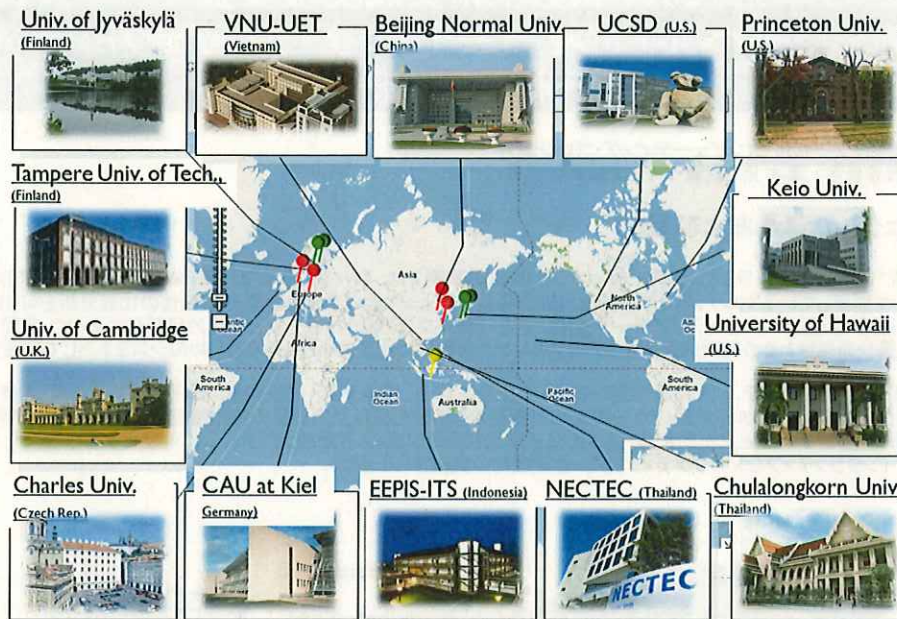 Univ. of Jyväskylä
(Finland)
VNU-UET
(Vietnam)
Beijing Normal Univ.
(China)
UCSD (U.S.)
Princeton Univ.
(U.S.)
Tampere Univ. of Tech.,
(Finland)
Keio Univ.
Asia
Europe
North
America
Africa
Univ. of Cambridge
(U.K.)
University of Hawaii
(U.S.)
South
America
Indian
Ocean
Australia
Pacific
Ocean
South
America
Charles Univ.
(Czech Rep.)
CAU at Kiel
Germany)
EEPIS-ITS (Indonesia)
NECTEC (Thailand)
NECTEC
Chulalongkorn Univ
(Thailand)